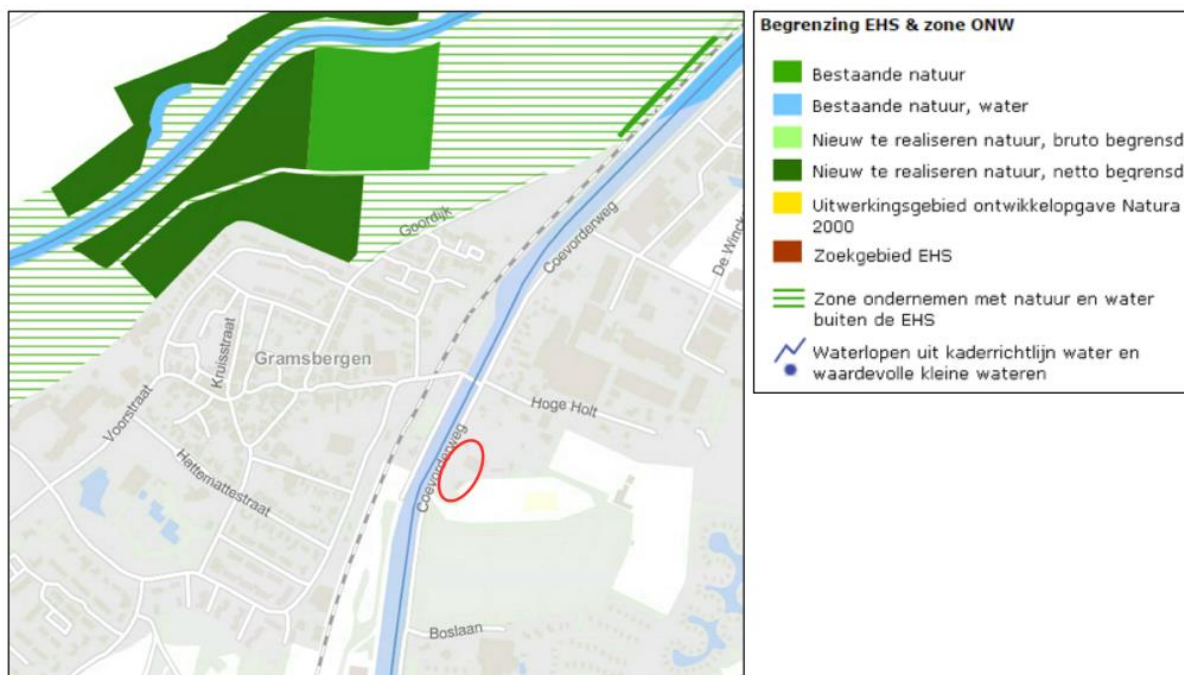 Begrenzing EHS & zone ONW
Bestaande natuur
Bestaande natuur, water
Nieuw te realiseren natuur, bruto begrensd
Nieuw te realiseren natuur, netto begrensd
Uitwerkingsgebied ontwikkelopgave Natura
2000
Zoekgebied EHS
Zone ondernemen met natuur en water
buiten de EHS
Waterlopen uit kaderrichtlijn water en
waardevolle kleine wateren
Goordijk
Coevorderweg
De Winck
Kruisstraat
Gramsbergen
Voorstraat
Hoge Holt
Coevorderweg
Hattemattestraat
Boslaan